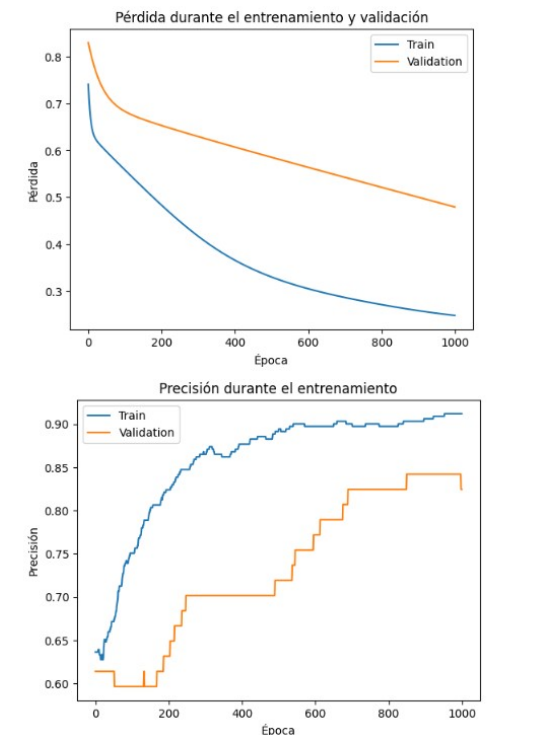 Pérdida durante el entrenamiento y validación
Train
Validation
0.8
0.7
0.6
0.5
0.4
0.3
Pérdida
0 200 400 600 800 1000
Época
Precisión durante el entrenamiento
Train
Validation
0.90
0.85
0.80
0.75
0.70
0.65
0.60
Precisión
0 200 400 600 800 1000
Época